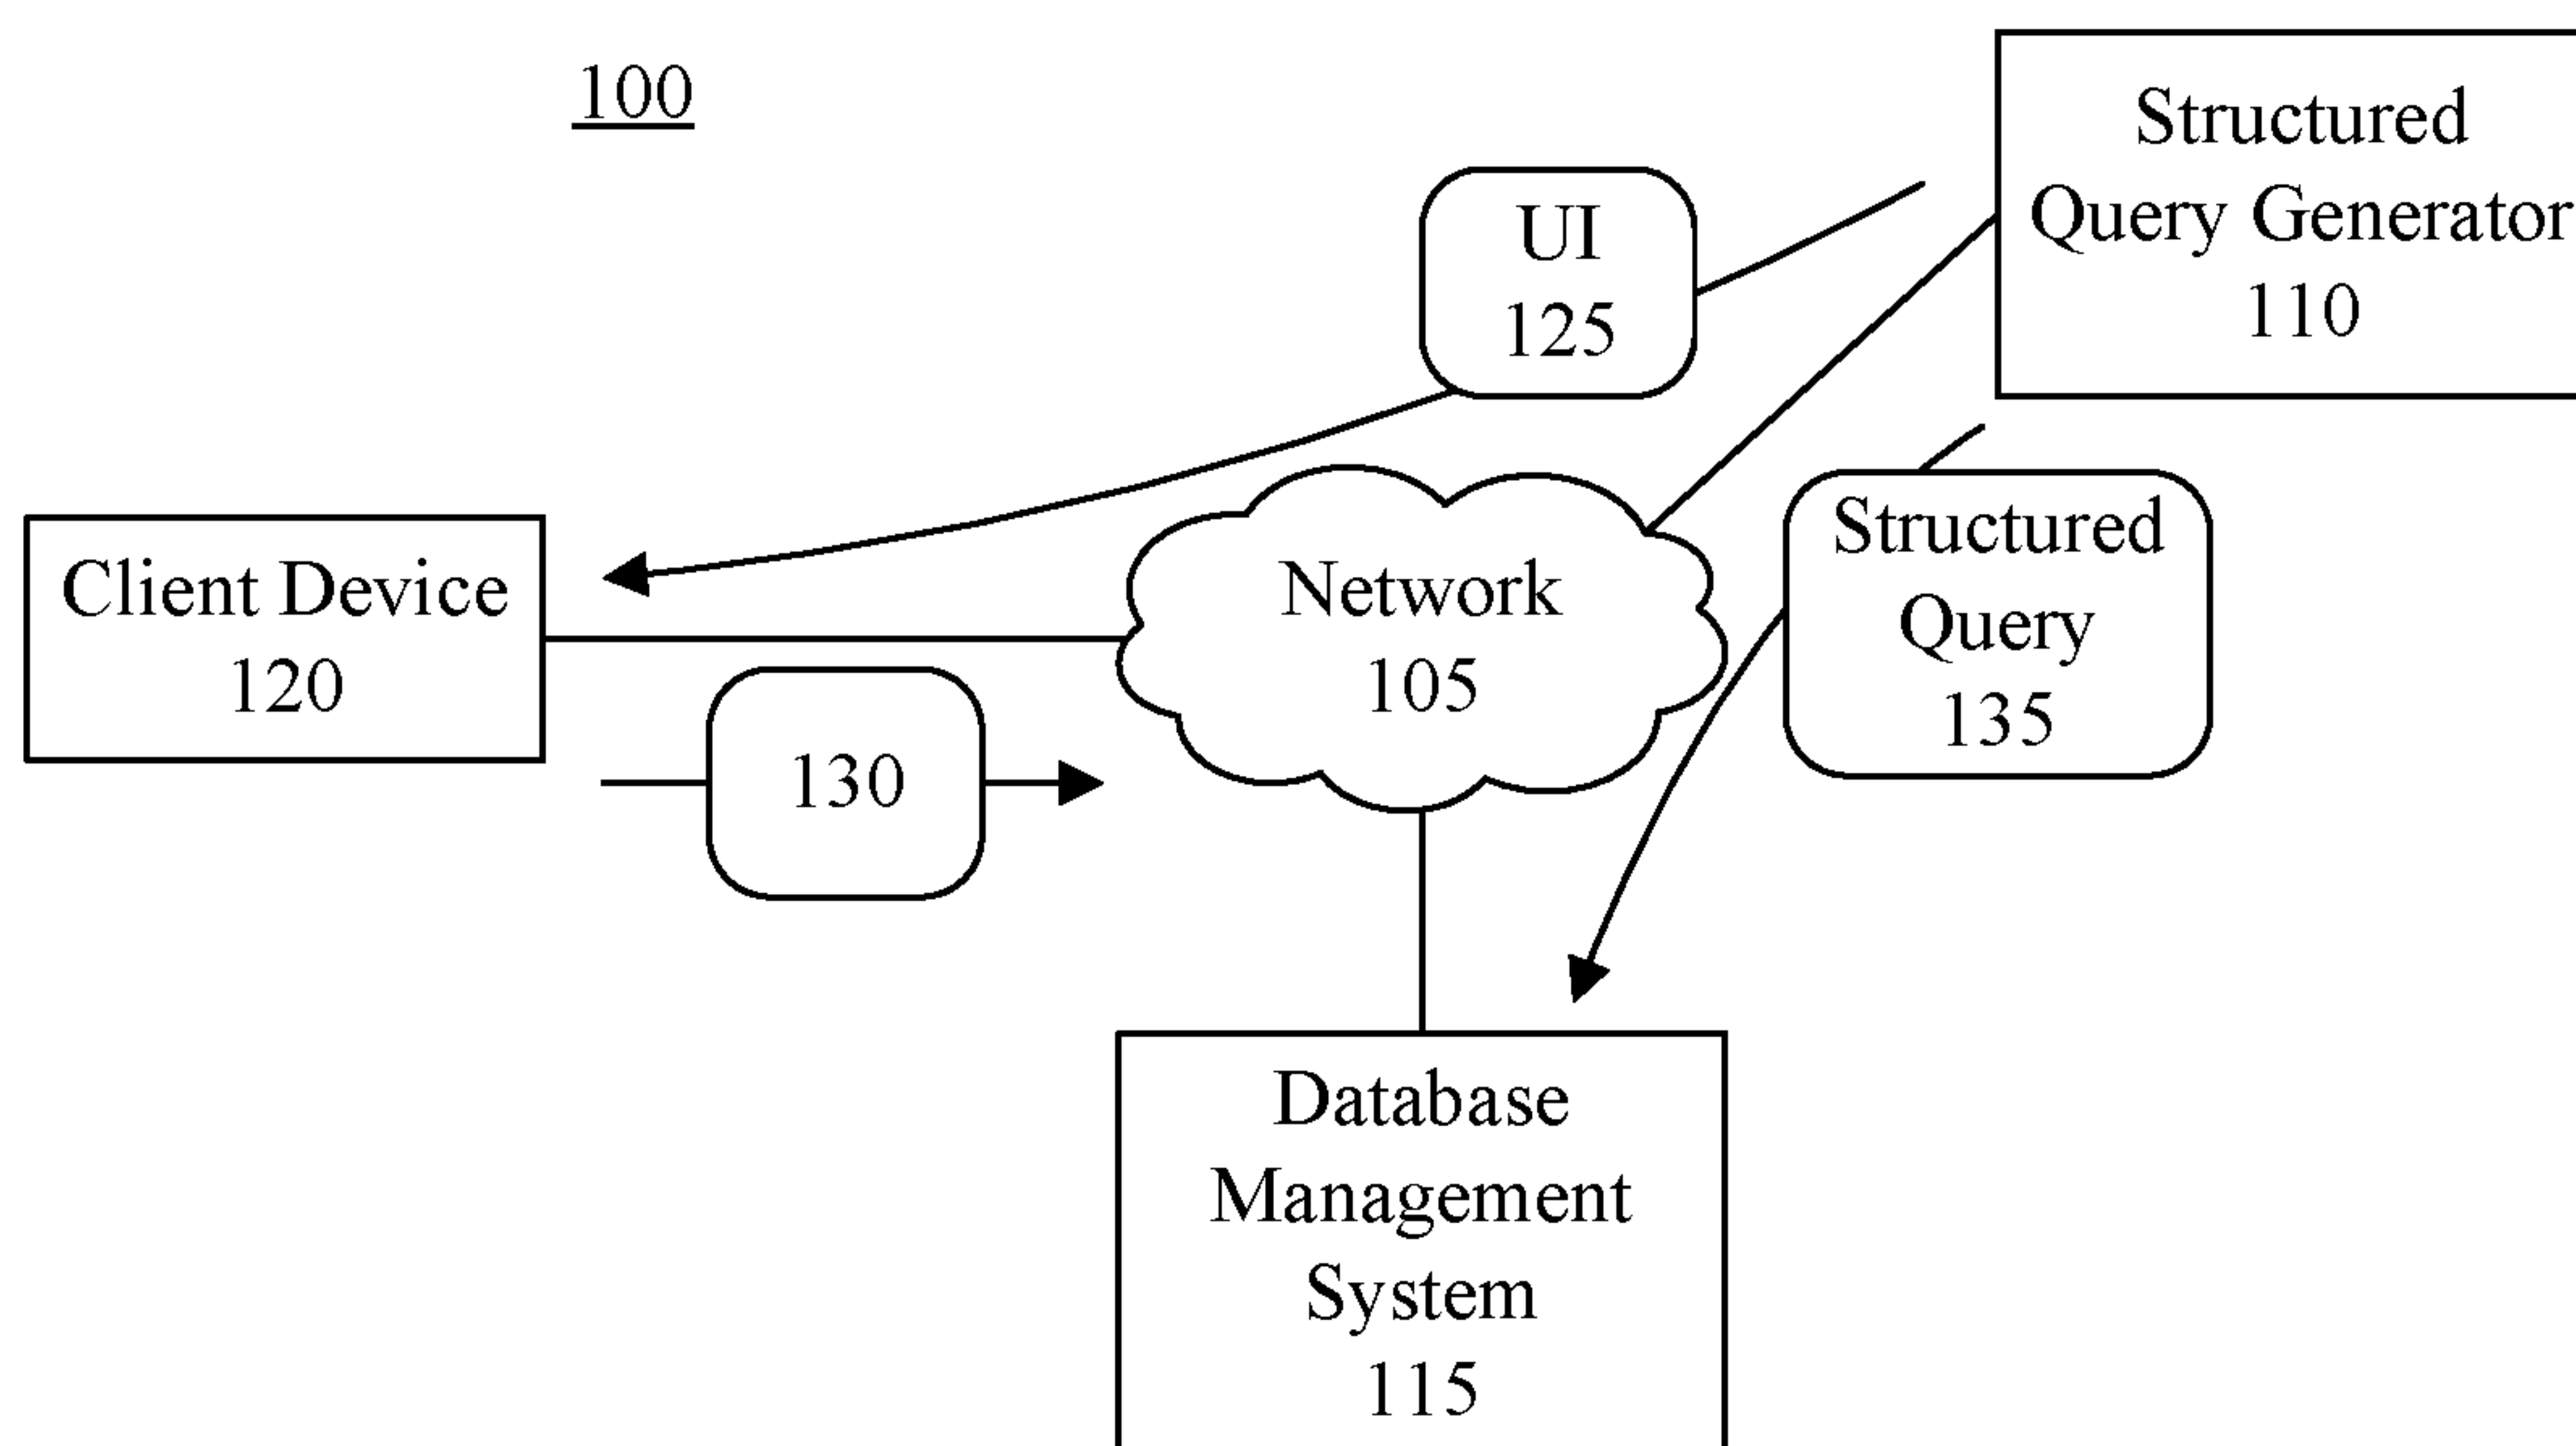 100
Structured
Query Generator
110
UI
125
Client Device
120
Network
105
Structured
Query
135
130
Database
Management
System
115